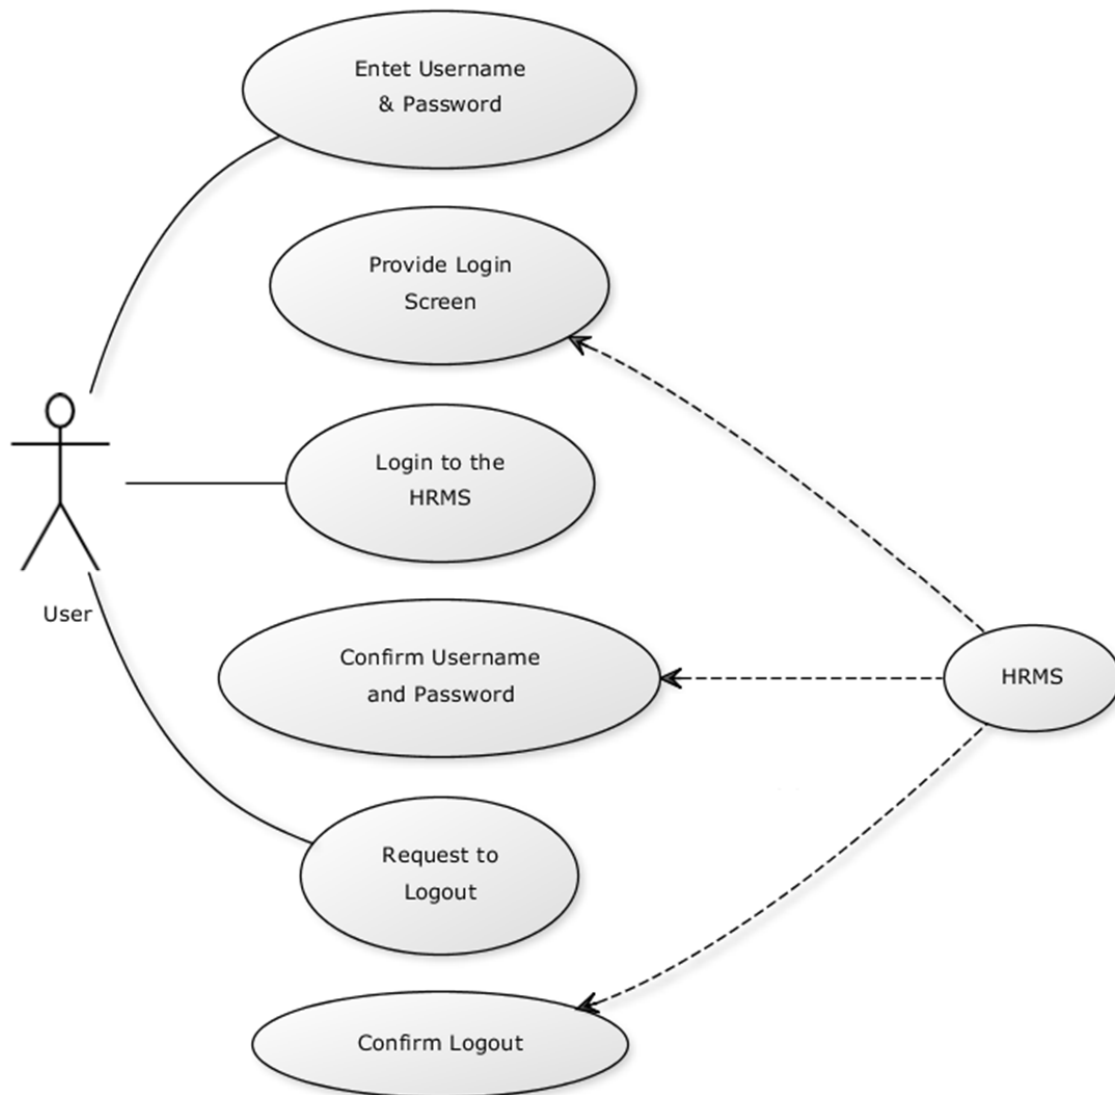 Entet Username
& Password
Provide Login
Screen
Login to the
HRMS
User
Confirm Username
and Password
HRMS
Request to
Logout
Confirm Logout